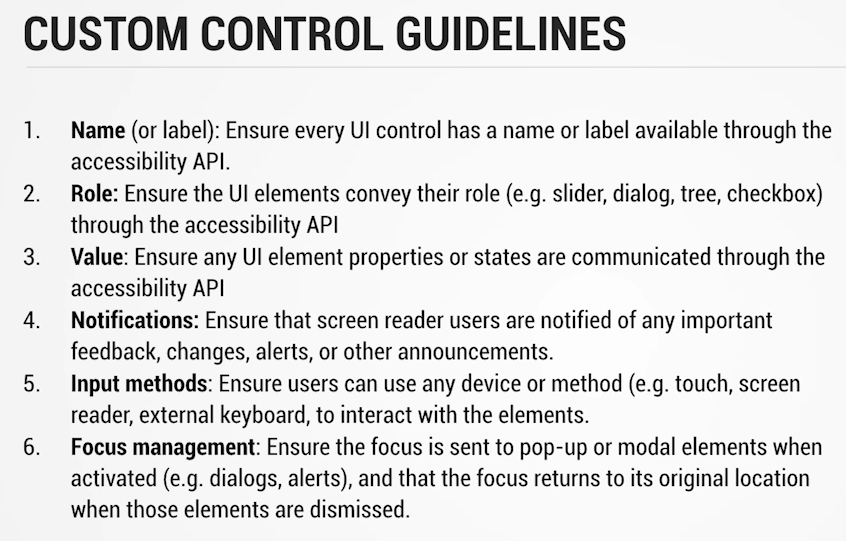 CUSTOM CONTROL GUIDELINES
1. Name (or label): Ensure every UI control has a name or label available through the
accessibility API.
2. Role: Ensure the UI elements convey their role (e.g. slider, dialog, tree, checkbox)
through the accessibility API
3. Value: Ensure any UI element properties or states are communicated through the
accessibility API
4. Notifications: Ensure that screen reader users are notified of any important
feedback, changes, alerts, or other announcements.
5. Input methods: Ensure users can use any device or method (e.g. touch, screen
reader, external keyboard, to interact with the elements.
6. Focus management: Ensure the focus is sent to pop-up or modal elements when
activated (e.g. dialogs, alerts), and that the focus returns to its original location
when those elements are dismissed.